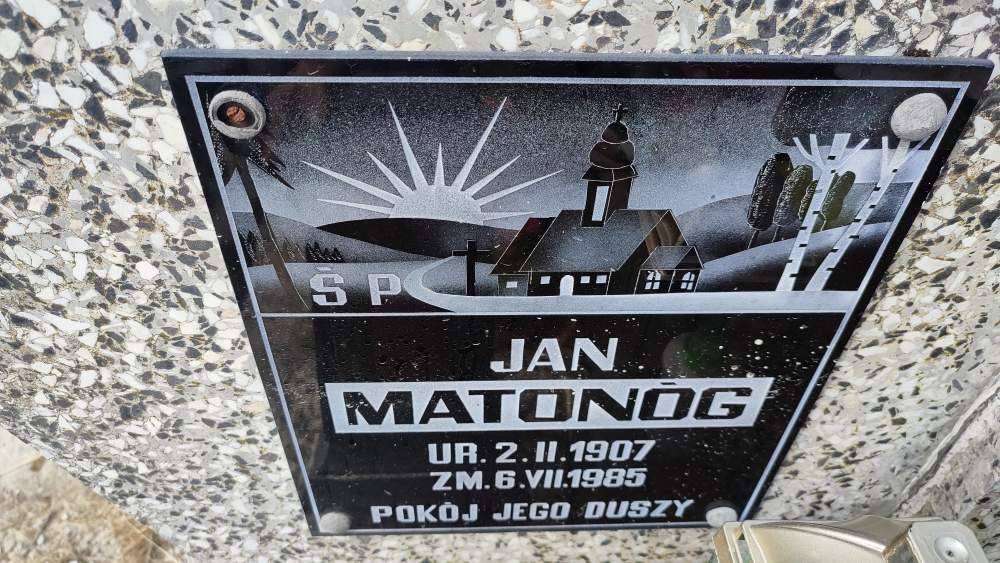 Ś P
JAN
MATONÓG
UR. 2.II.1907
ZM. 6.VII.1985
POKÓJ JEGO DUSZY